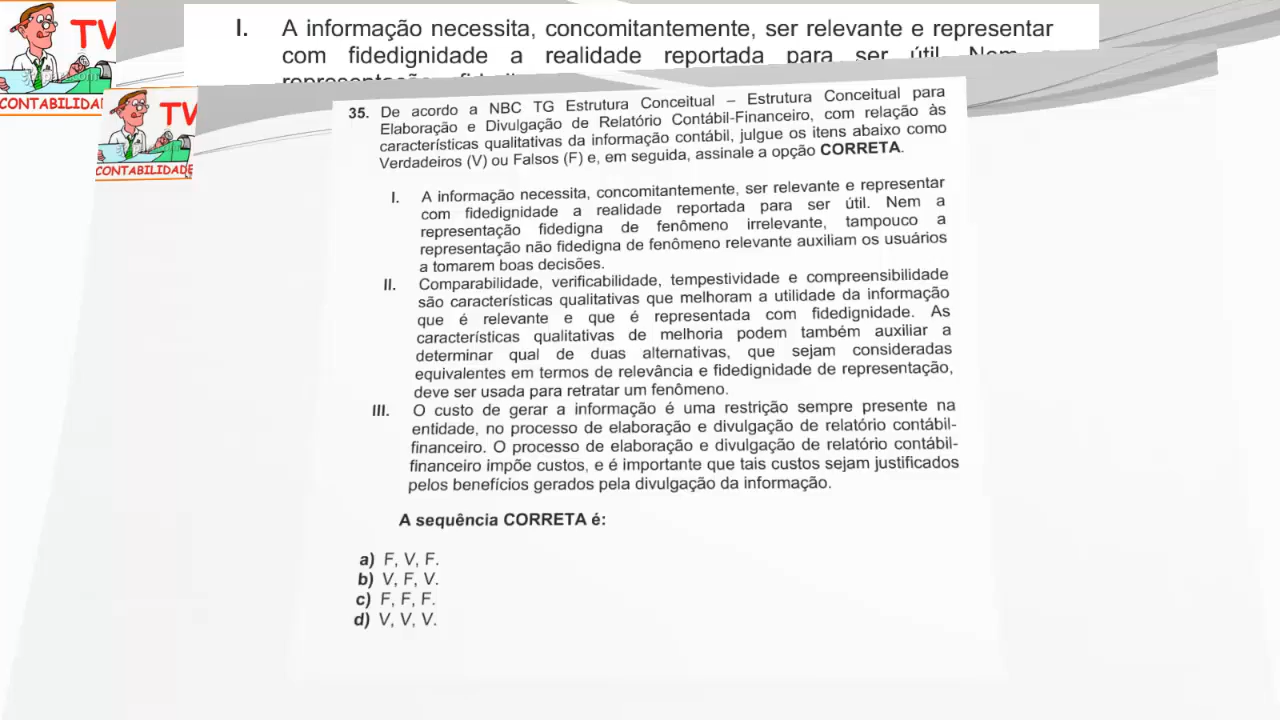 TV
CONTABILIDA
I. A informação necessita, concomitantemente, ser relevante e representar
com fidedignidade a realidade reportada para ser útil. Nem
TV
CONTABILIDADE
35. De acordo a NBC TG Estrutura Conceitual – Estrutura Conceitual para
Elaboração e Divulgação de Relatório Contábil-Financeiro, com relação às
características qualitativas da informação contábil, julgue os itens abaixo como
Verdadeiros (V) ou Falsos (F) e, em seguida, assinale a opção CORRETA.
I. A informação necessita, concomitantemente, ser relevante e representar
com fidedignidade a realidade reportada para ser útil. Nem a
representação fidedigna de fenômeno irrelevante, tampouco a
representação não fidedigna de fenômeno relevante auxiliam os usuários
a tomarem boas decisões.
II. Comparabilidade, verificabilidade, tempestividade e compreensibilidade
são características qualitativas que melhoram a utilidade da informação
que é relevante e que é representada com fidedignidade. As
características qualitativas de melhoria podem também auxiliar a
determinar qual de duas alternativas, que sejam consideradas
equivalentes em termos de relevância e fidedignidade de representação,
deve ser usada para retratar um fenômeno.
III. O custo de gerar a informação é uma restrição sempre presente na
entidade, no processo de elaboração e divulgação de relatório contábil-
financeiro. O processo de elaboração e divulgação de relatório contábil-
financeiro impõe custos, e é importante que tais custos sejam justificados
pelos benefícios gerados pela divulgação da informação.
A sequência CORRETA é:
a) F, V, F.
b) V, F, V.
c) F, F, F.
d) V, V, V.